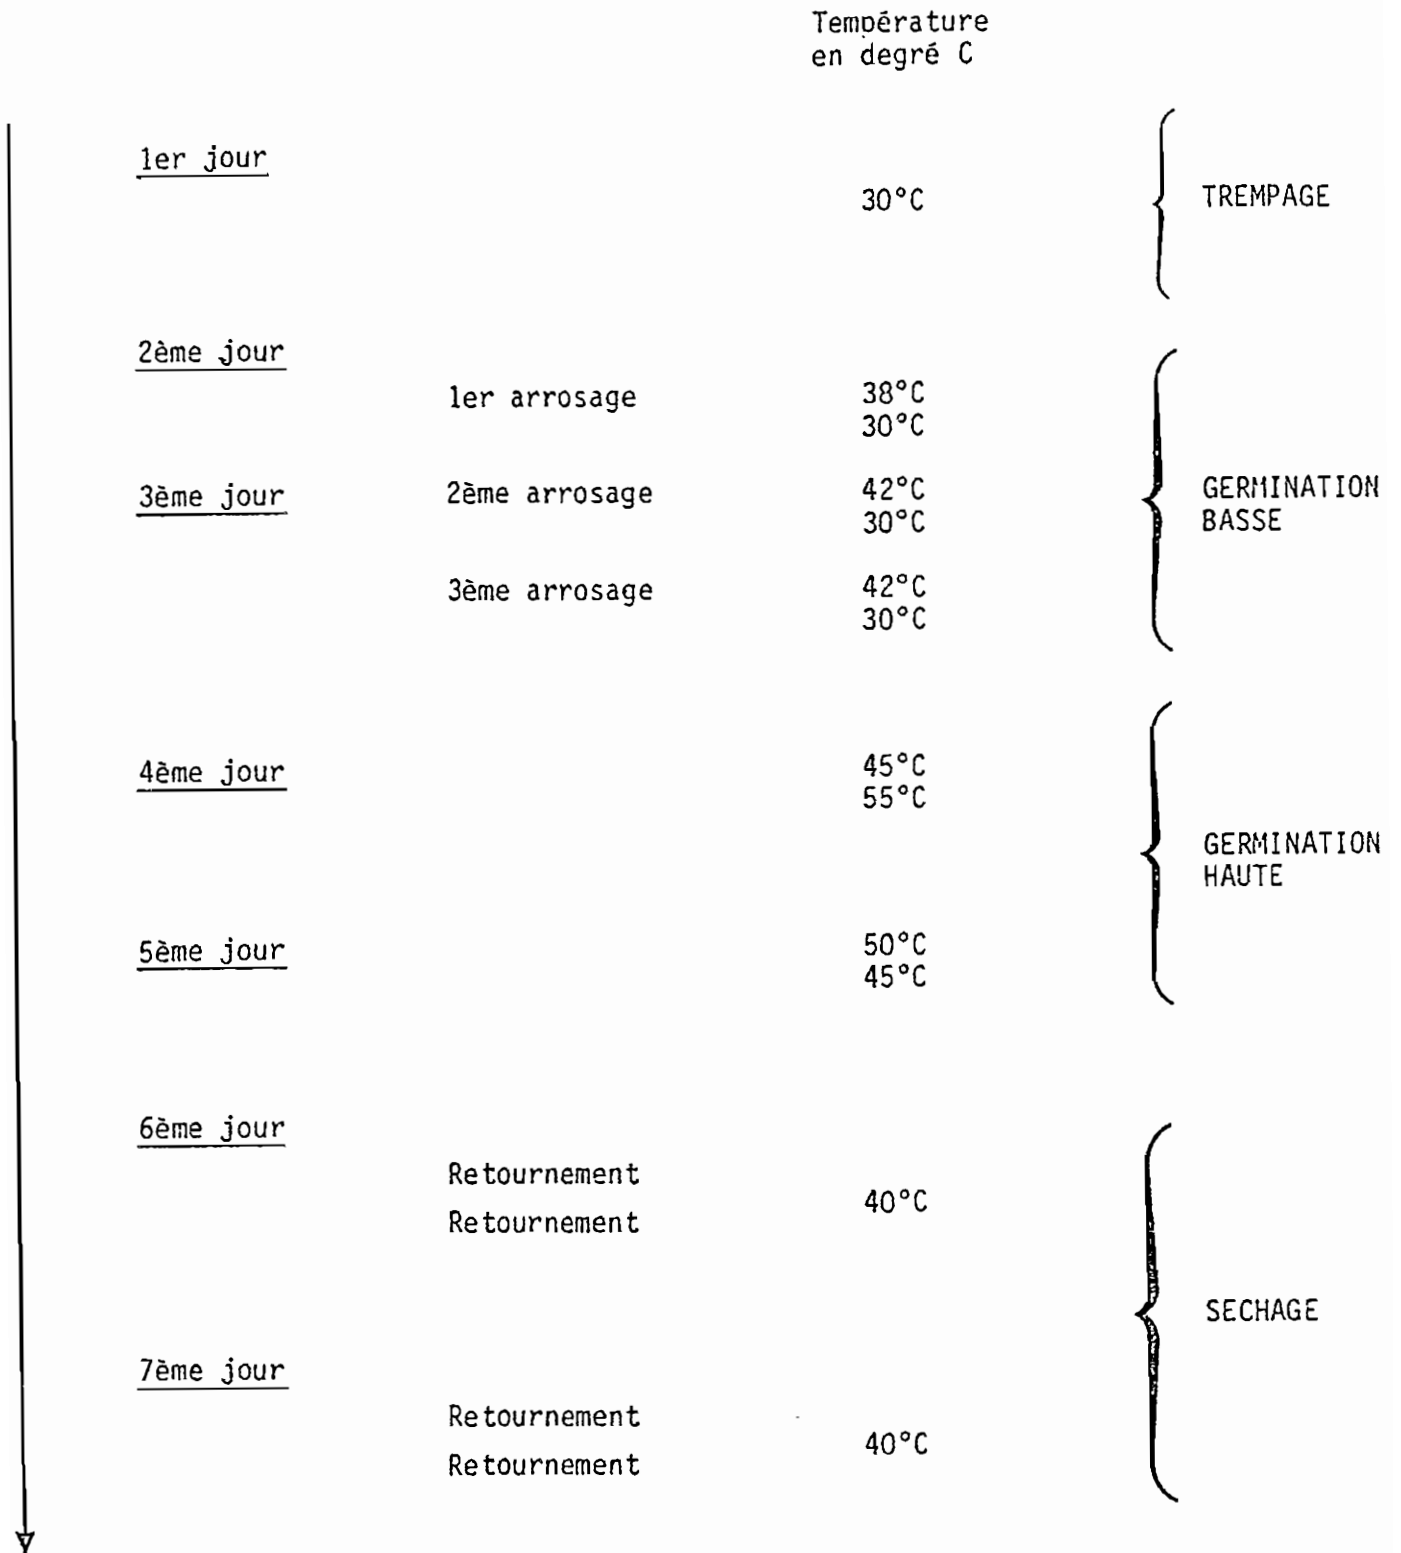 Température
en degré C
1er jour
30°C
TREMPAGE
2ème jour
1er arrosage
38°C
30°C
3ème jour
2ème arrosage
42°C
30°C
GERMINATION
BASSE
3ème arrosage
42°C
30°C
4ème jour
45°C
55°C
GERMINATION
HAUTE
5ème jour
50°C
45°C
6ème jour
Retournement
40°C
Retournement
SECHAGE
7ème jour
Retournement
40°C
Retournement